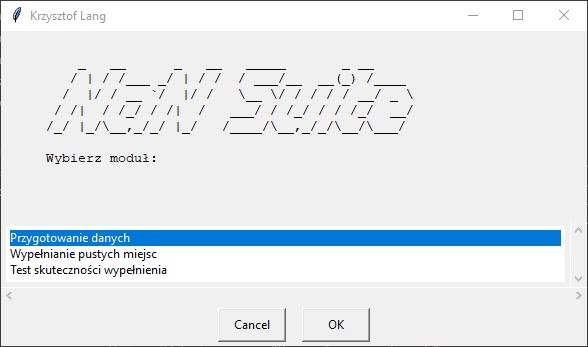 Krzysztof Lang
NaN Suite
Wybierz moduł:
Przygotowanie danych
Wypełnianie pustych miejsc
Test skuteczności wypełnienia
Cancel
OK